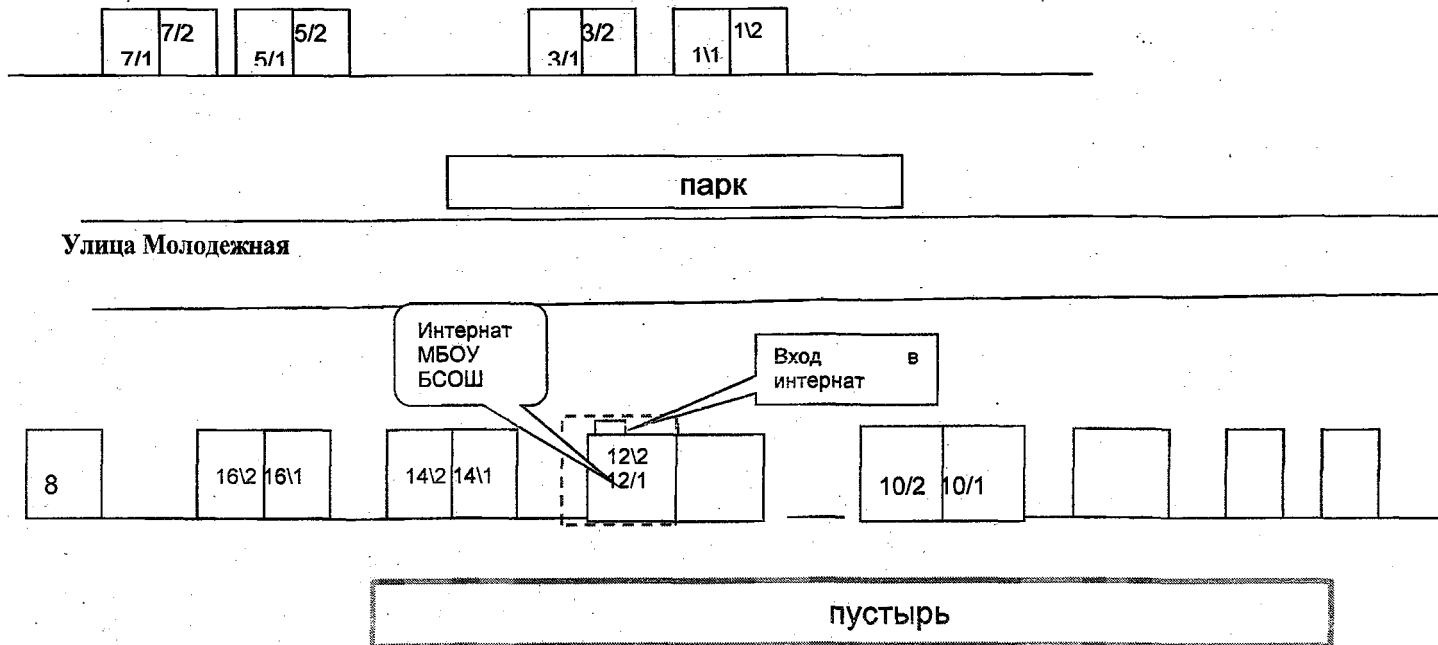 7/1 7/2 5/1 5/2 3/1 3/2 1\1 1\2
парк
Улица Молодежная
Интернат
МБОУ
БСОШ
Вход в
интернат
8
16\2 16\1
14\2 14\1
12\2
12/1
10/2 10/1
пустырь